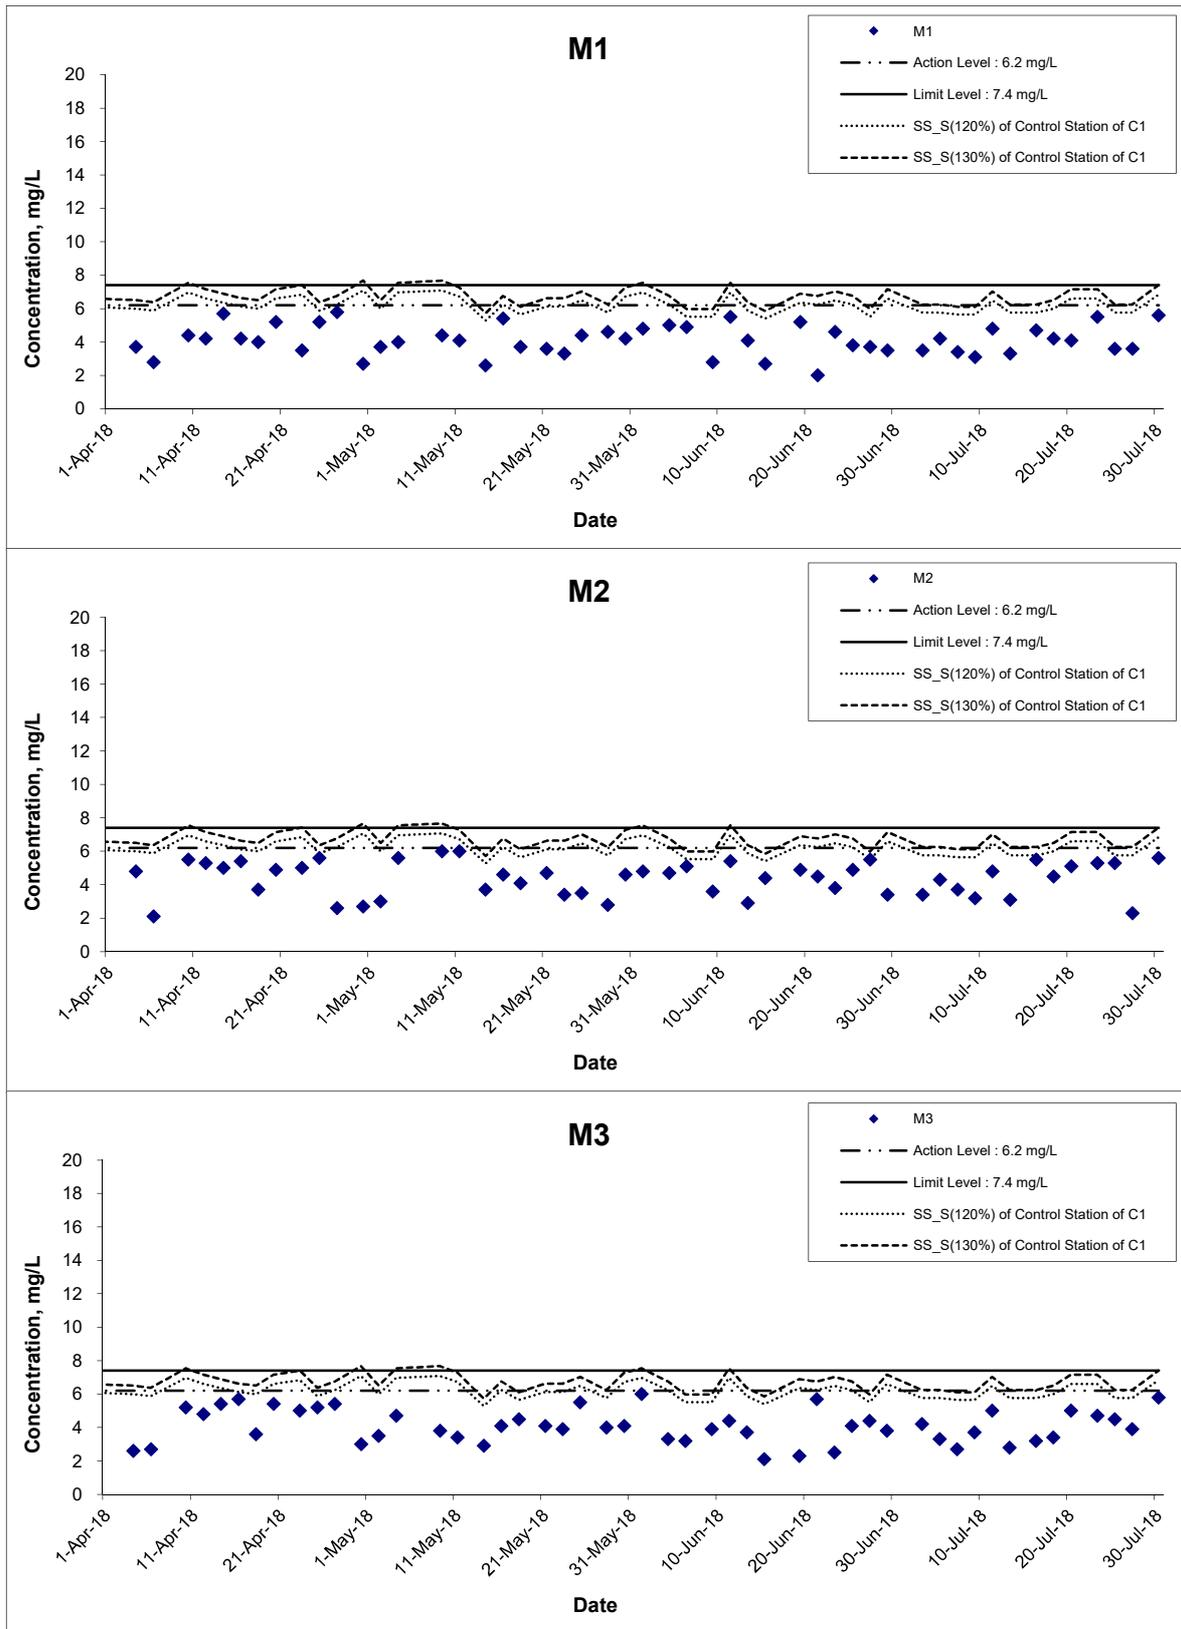 M1
M1
Action Level : 6.2 mg/L
Limit Level : 7.4 mg/L
SS_S(120%) of Control Station of C1
SS_S(130%) of Control Station of C1
Concentration, mg/L
20
18
16
14
12
10
8
6
4
2
0
1-Apr-18
11-Apr-18
21-Apr-18
1-May-18
11-May-18
21-May-18
31-May-18
10-Jun-18
20-Jun-18
30-Jun-18
10-Jul-18
20-Jul-18
30-Jul-18
Date
M2
M2
Action Level : 6.2 mg/L
Limit Level : 7.4 mg/L
SS_S(120%) of Control Station of C1
SS_S(130%) of Control Station of C1
Concentration, mg/L
20
18
16
14
12
10
8
6
4
2
0
1-Apr-18
11-Apr-18
21-Apr-18
1-May-18
11-May-18
21-May-18
31-May-18
10-Jun-18
20-Jun-18
30-Jun-18
10-Jul-18
20-Jul-18
30-Jul-18
Date
M3
M3
Action Level : 6.2 mg/L
Limit Level : 7.4 mg/L
SS_S(120%) of Control Station of C1
SS_S(130%) of Control Station of C1
Concentration, mg/L
20
18
16
14
12
10
8
6
4
2
0
1-Apr-18
11-Apr-18
21-Apr-18
1-May-18
11-May-18
21-May-18
31-May-18
10-Jun-18
20-Jun-18
30-Jun-18
10-Jul-18
20-Jul-18
30-Jul-18
Date